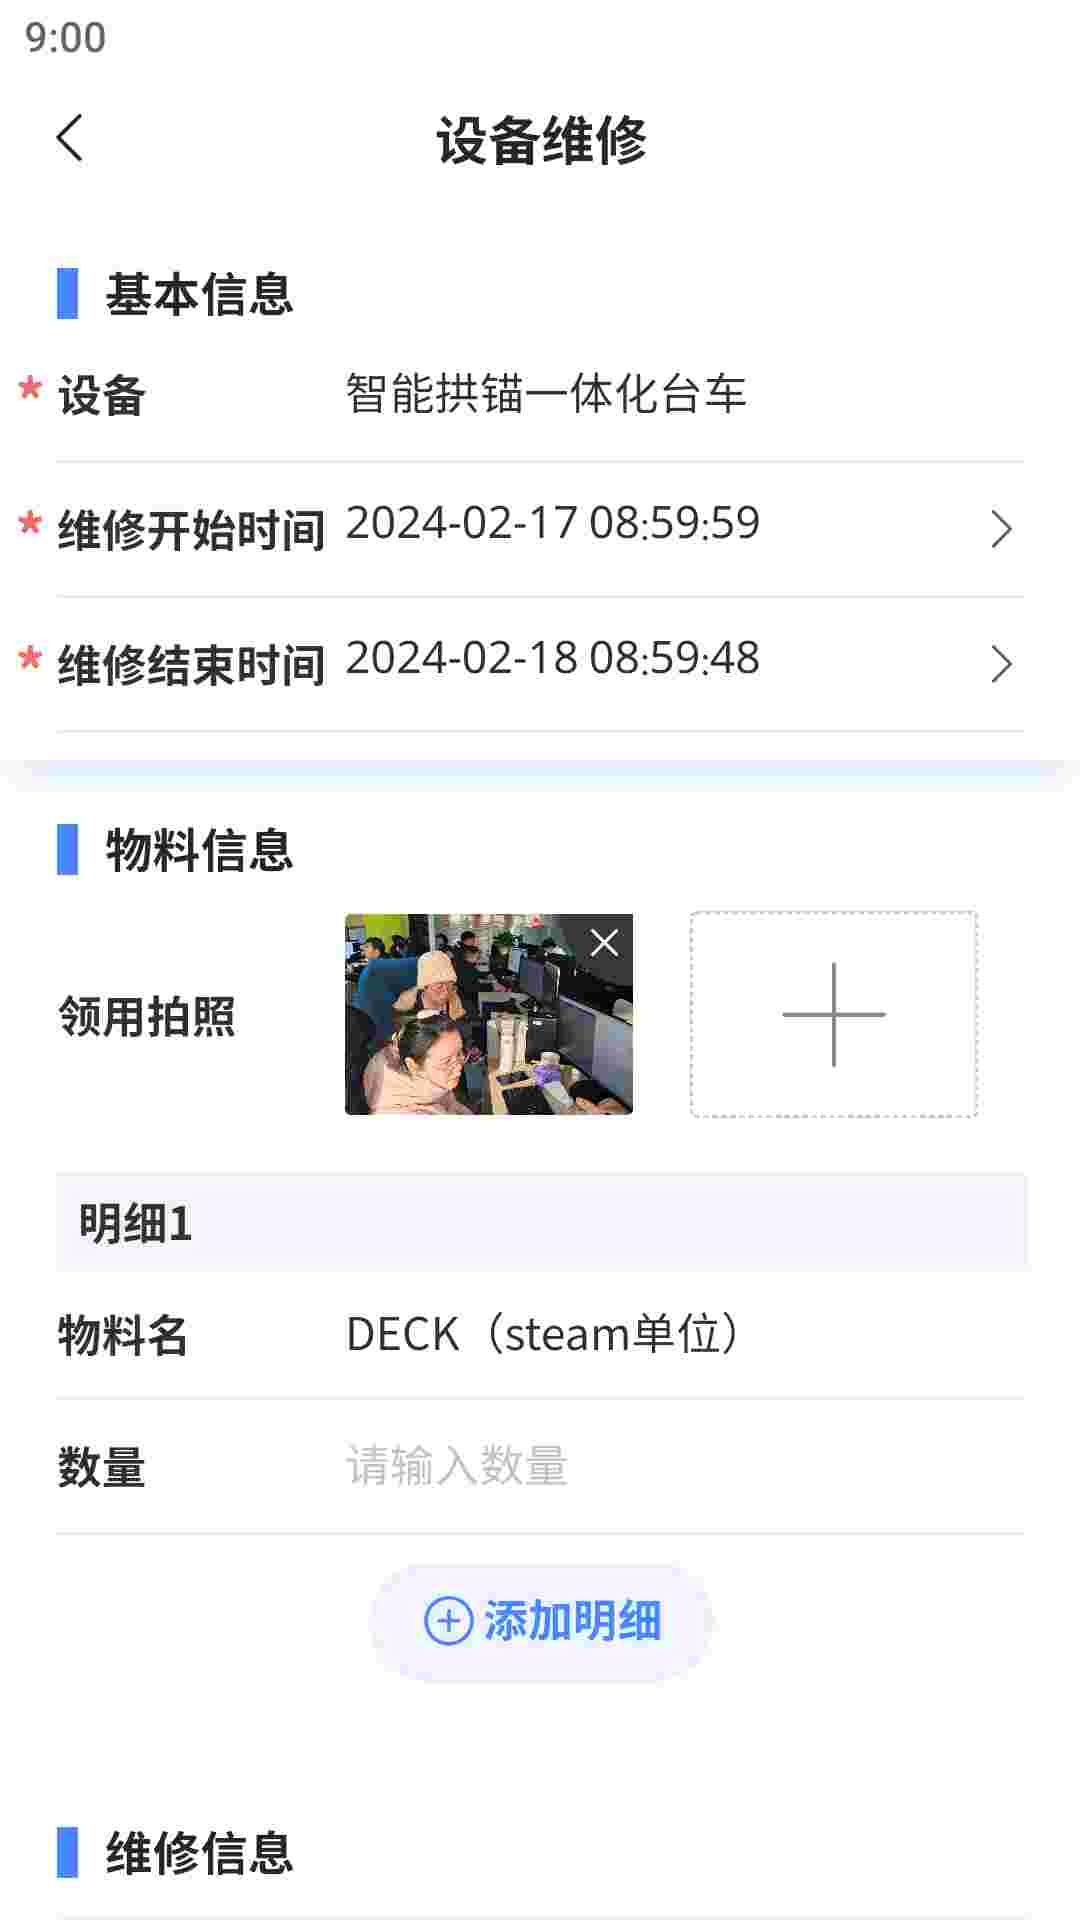 9:00
设备维修
基本信息
* 设备 智能拱锚一体化台车
* 维修开始时间 2024-02-17 08:59:59
* 维修结束时间 2024-02-18 08:59:48
物料信息
领用拍照
明细1
物料名 DECK（steam单位）
数量 请输入数量
添加明细
维修信息